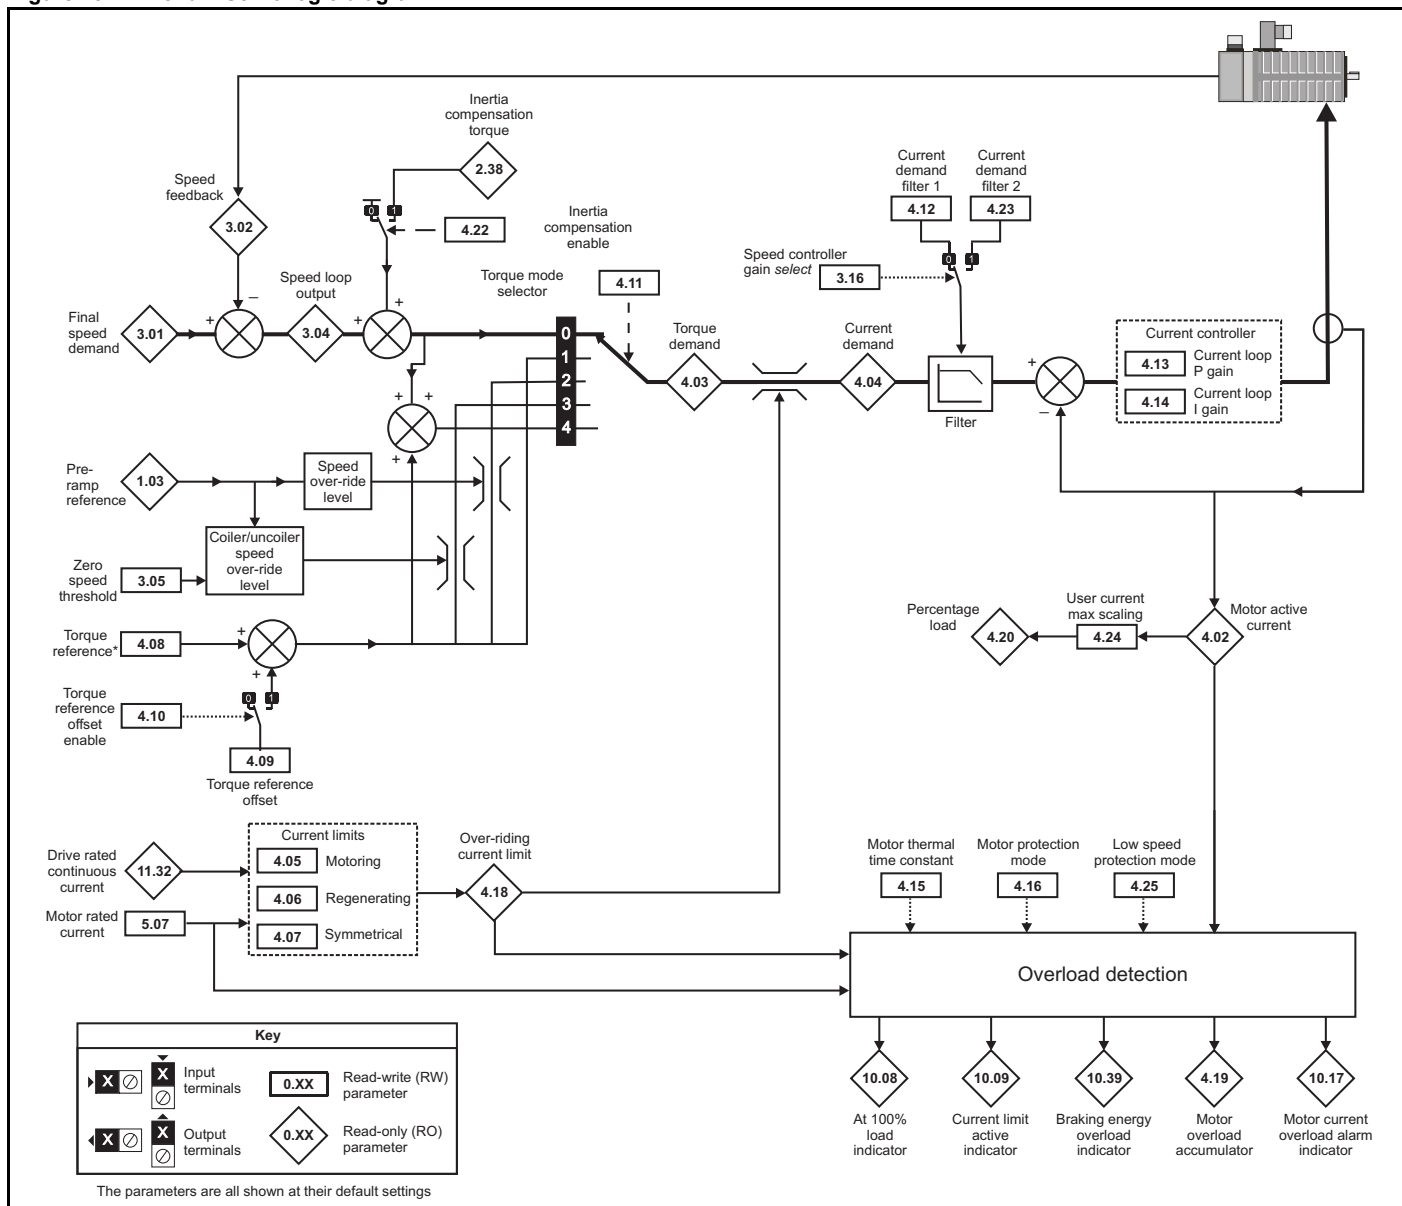 Inertia
compensation
torque
2.38
Speed
feedback
3.02
0 1
4.22
Inertia
compensation
enable
Torque mode
selector
4.11
Current
demand
filter 1
4.12
Current
demand
filter 2
4.23
0 1
Speed controller
gain select
3.16
Final
speed
demand
3.01
+
–
Speed loop
output
3.04
+
+
0
1
2
3
4
+ +
+
Torque
demand
4.03
Current
demand
4.04
Filter
+
–
Current controller
4.13
Current loop
P gain
4.14
Current loop
I gain
Pre-
ramp
reference
1.03
Speed
over-ride
level
Coiler/uncoiler
speed
over-ride
level
Zero
speed
threshold
3.05
Torque
reference*
4.08
+
+
Torque
reference
offset
enable
4.10
0 1
4.09
Torque reference
offset
Percentage
load
4.20
User current
max scaling
4.24
4.02
Motor active
current
Drive rated
continuous
current
11.32
Motor rated
current
5.07
Current limits
4.05 Motoring
4.06 Regenerating
4.07 Symmetrical
Over-riding
current limit
4.18
Motor thermal
time constant
4.15
Motor protection
mode
4.16
Low speed
protection mode
4.25
Overload detection
10.08
At 100%
load
indicator
10.09
Current limit
active
indicator
10.39
Braking energy
overload
indicator
4.19
Motor
overload
accumulator
10.17
Motor current
overload alarm
indicator
Key
X X
Input
terminals
0.XX
Read-write (RW)
parameter
X X
Output
terminals
0.XX
Read-only (RO)
parameter
The parameters are all shown at their default settings